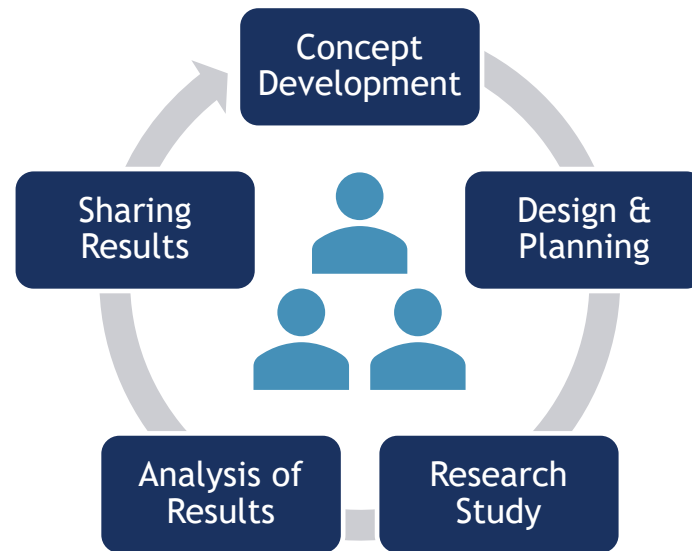 Concept
Development
Design &
Planning
Research
Study
Analysis of
Results
Sharing
Results